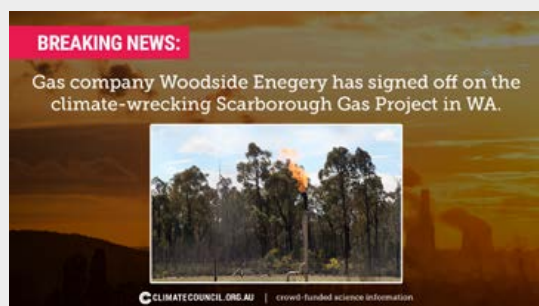 BREAKING NEWS:
Gas company Woodside Enegery has signed off on the
climate-wrecking Scarborough Gas Project in WA.
CLIMATECOUNCIL.ORG.AU | crowd-funded science information